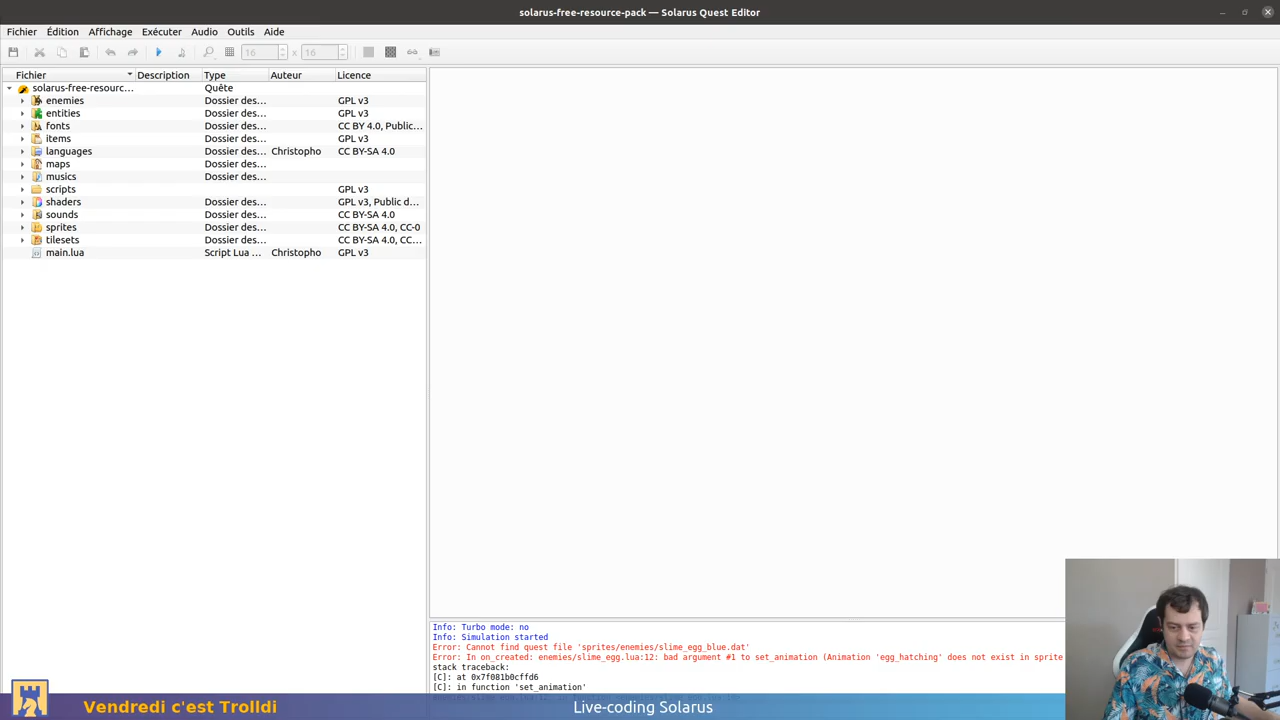 solarus-free-resource-pack — Solarus Quest Editor
Fichier Édition Affichage Exécuter Audio Outils Aide
16 x 16
Fichier Description Type Auteur Licence
solarus-free-resourc... Quête
enemies Dossier des... GPL v3
entities Dossier des... GPL v3
fonts Dossier des... CC BY 4.0, Public...
items Dossier des... GPL v3
languages Dossier des... Christopho CC BY-SA 4.0
maps Dossier des...
musics Dossier des...
scripts GPL v3
shaders Dossier des... GPL v3, Public d...
sounds Dossier des... CC BY-SA 4.0
sprites Dossier des... CC BY-SA 4.0, CC-0
tilesets Dossier des... CC BY-SA 4.0, CC...
main.lua Script Lua ... Christopho GPL v3
Info: Turbo mode: no
Info: Simulation started
Error: Cannot find quest file 'sprites/enemies/slime_egg_blue.dat'
Error: In on_created: enemies/slime_egg.lua:12: bad argument #1 to set_animation (Animation 'egg_hatching' does not exist in sprite
stack traceback:
[C]: at 0x7f081b0cffd6
[C]: in function 'set_animation'
Vendredi c'est Trolldi
Live-coding Solarus